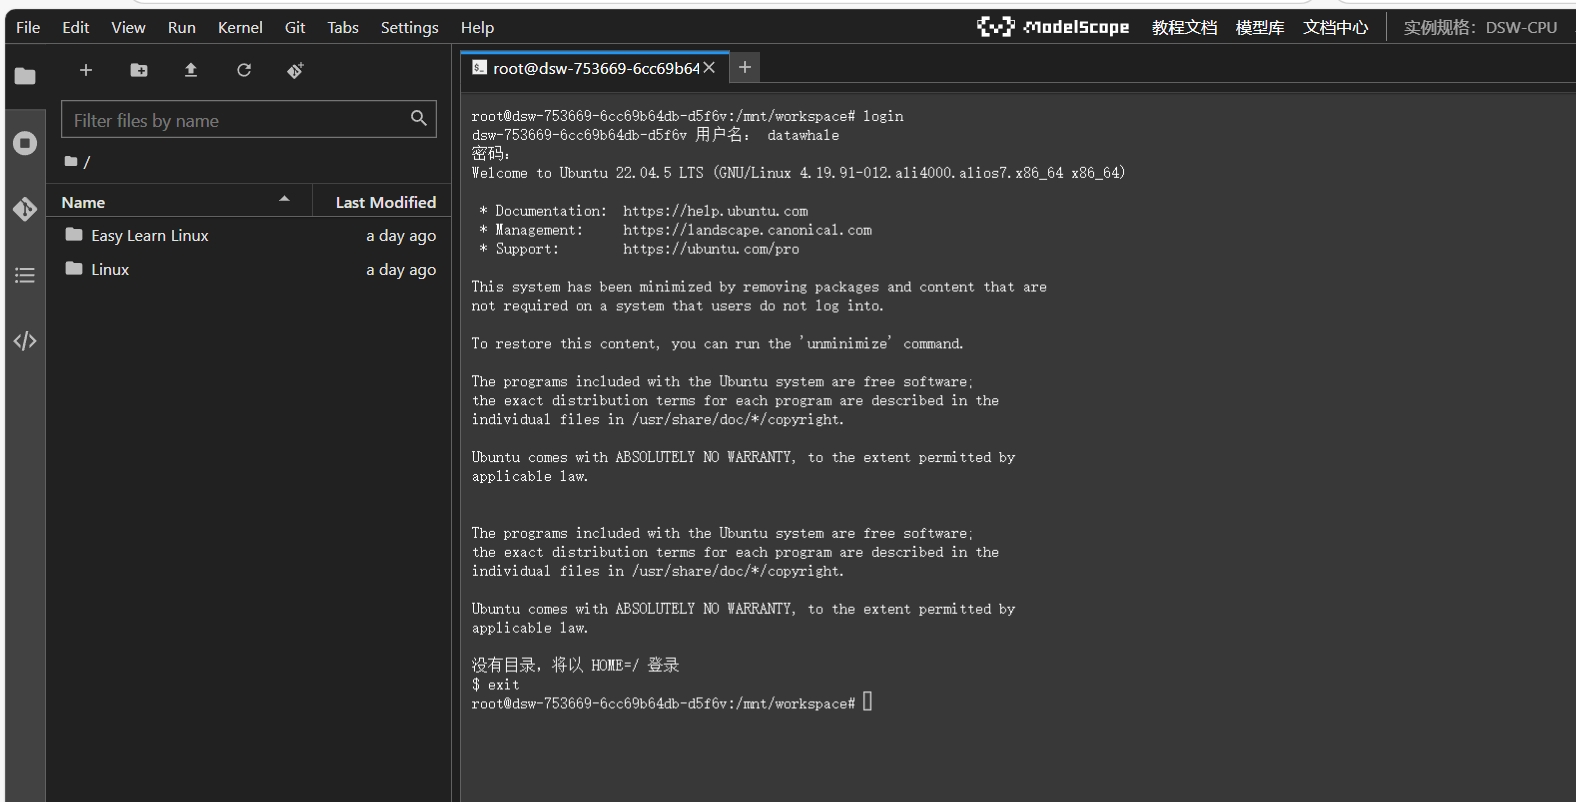 File Edit View Run Kernel Git Tabs Settings Help
ModelScope 教程文档 模型库 文档中心 实例规格：DSW-CPU
root@dsw-753669-6cc69b64
Filter files by name
/
Name Last Modified
Easy Learn Linux a day ago
Linux a day ago
root@dsw-753669-6cc69b64db-d5f6v:/mnt/workspace# login
dsw-753669-6cc69b64db-d5f6v 用户名： datawhale
密码：
Welcome to Ubuntu 22.04.5 LTS (GNU/Linux 4.19.91-012.ali4000.alios7.x86_64 x86_64)
* Documentation: https://help.ubuntu.com
* Management: https://landscape.canonical.com
* Support: https://ubuntu.com/pro
This system has been minimized by removing packages and content that are
not required on a system that users do not log into.
To restore this content, you can run the 'unminimize' command.
The programs included with the Ubuntu system are free software;
the exact distribution terms for each program are described in the
individual files in /usr/share/doc/*/copyright.
Ubuntu comes with ABSOLUTELY NO WARRANTY, to the extent permitted by
applicable law.
The programs included with the Ubuntu system are free software;
the exact distribution terms for each program are described in the
individual files in /usr/share/doc/*/copyright.
Ubuntu comes with ABSOLUTELY NO WARRANTY, to the extent permitted by
applicable law.
没有目录，将以 HOME=/ 登录
$ exit
root@dsw-753669-6cc69b64db-d5f6v:/mnt/workspace#